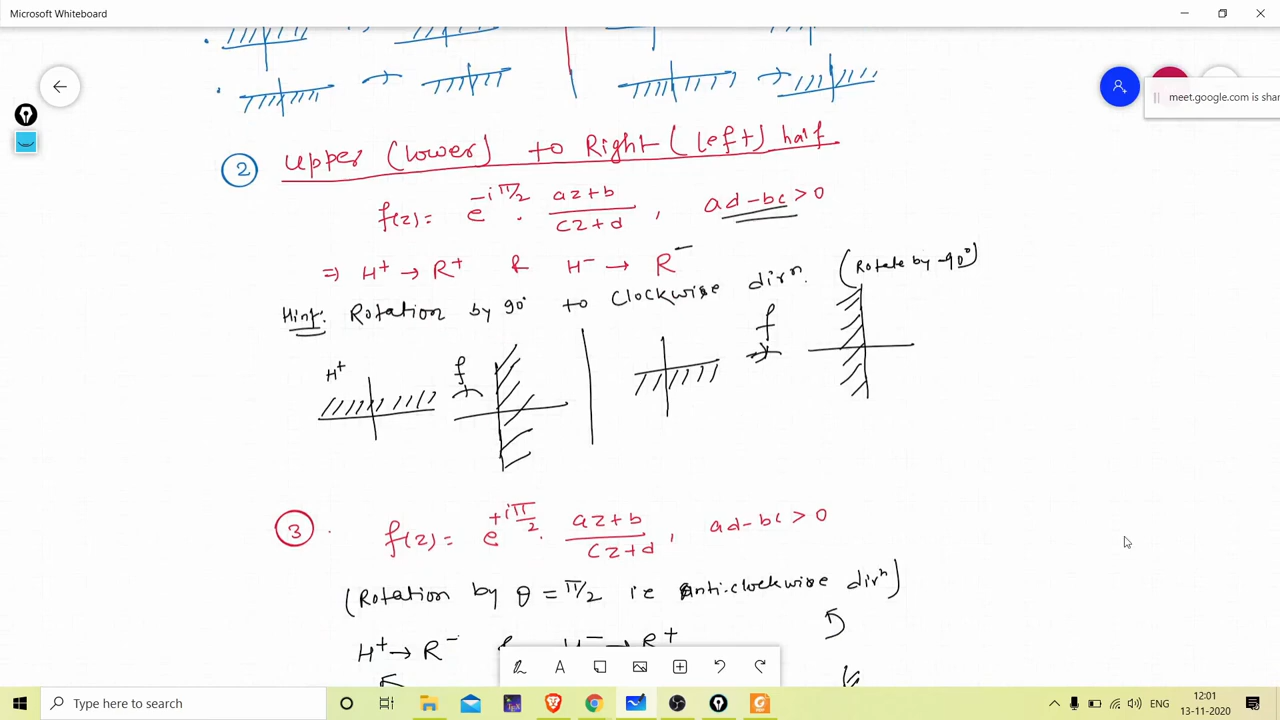 Microsoft Whiteboard
meet.google.com is shar
② Upper (lower) to Right (left) half
f(z) = e^{-iπ/2} · (az+b)/(cz+d) , ad-bc > 0
⇒ H⁺ → R⁺ & H⁻ → R⁻
(Rotate by -90°)
Hint: Rotation by 90° to Clockwise dirⁿ.
H⁺ f
f
③ f(z) = e^{+iπ/2} · (az+b)/(cz+d) , ad-bc > 0
(Rotation by θ = π/2 ie anti-clockwise dirⁿ)
H⁺ → R⁻ & H⁻ → R⁺
A
Type here to search
ENG
12:01
13-11-2020